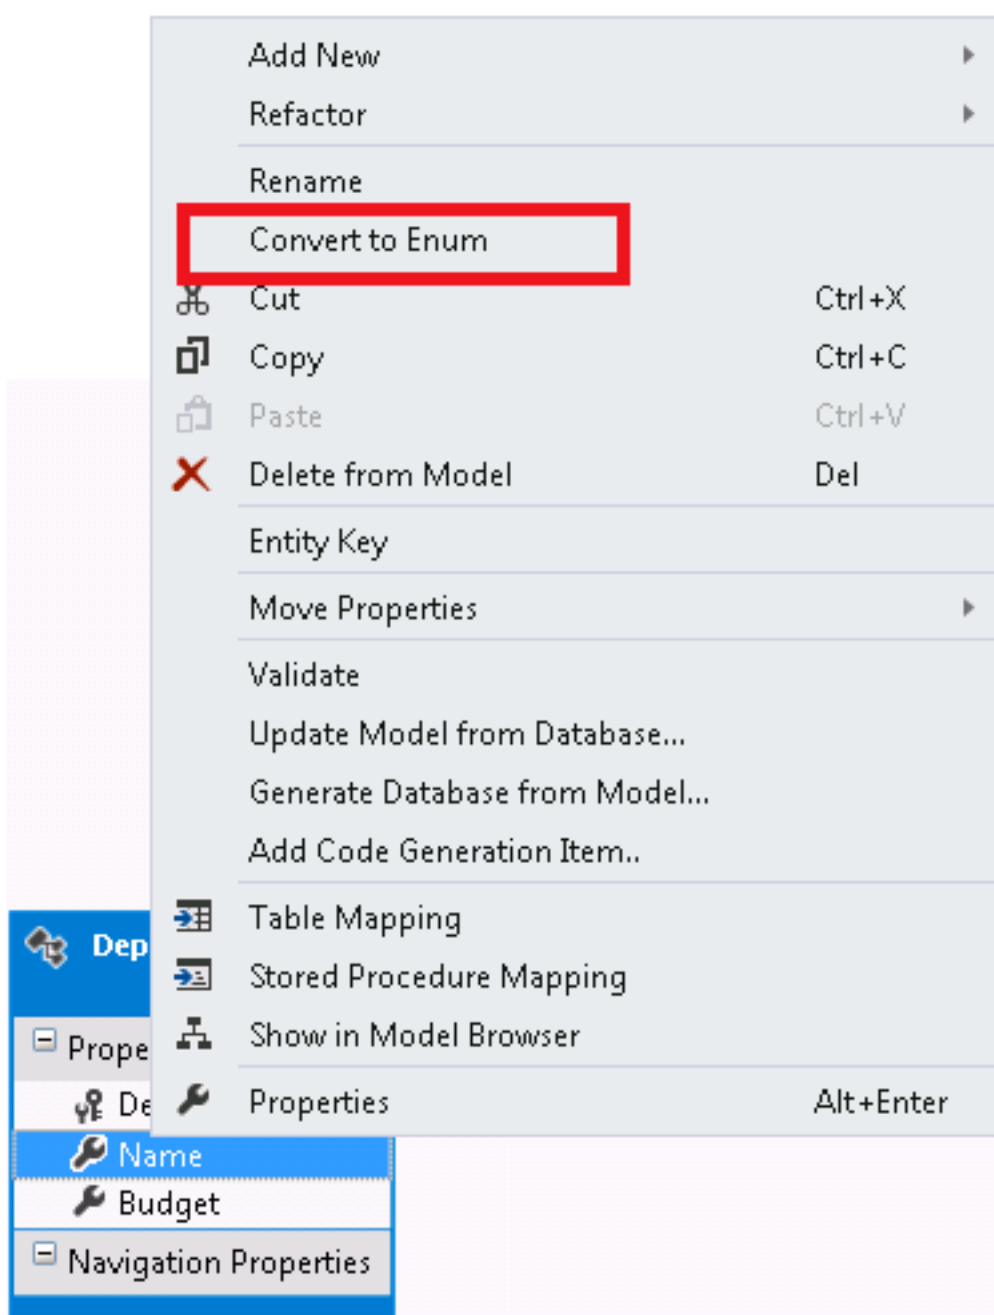 Add New
Refactor
Rename
Convert to Enum
Cut Ctrl+X
Copy Ctrl+C
Paste Ctrl+V
Delete from Model Del
Entity Key
Move Properties
Validate
Update Model from Database...
Generate Database from Model...
Add Code Generation Item..
Table Mapping
Stored Procedure Mapping
Show in Model Browser
Properties Alt+Enter
Dep
Prope
De
Name
Budget
Navigation Properties